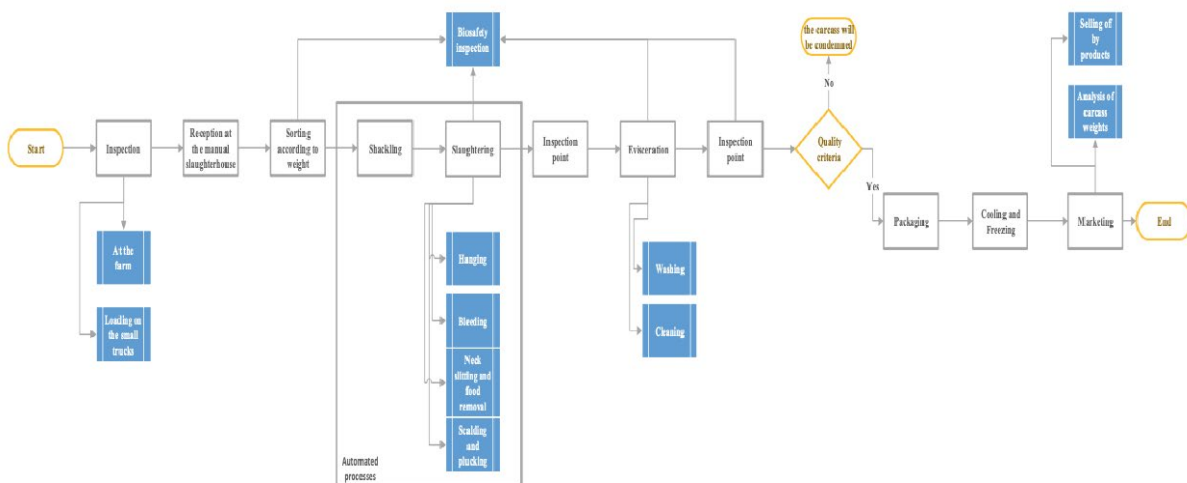 Start
Inspection
At the
farm
Loading on
the small
trucks
Reception at
the manual
slaughterhouse
Sorting
according to
weight
Biosafety
inspection
Shackling
Slaughtering
Hanging
Bleeding
Neck
slitting and
food
removal
Scalding
and
plucking
Automated
processes
Inspection
point
Evisceration
Washing
Cleaning
Inspection
point
Quality
criteria
No
the carcass will
be condemned
Yes
Packaging
Cooling and
Freezing
Marketing
Selling of by
products
Analysis of
carcass
weights
End